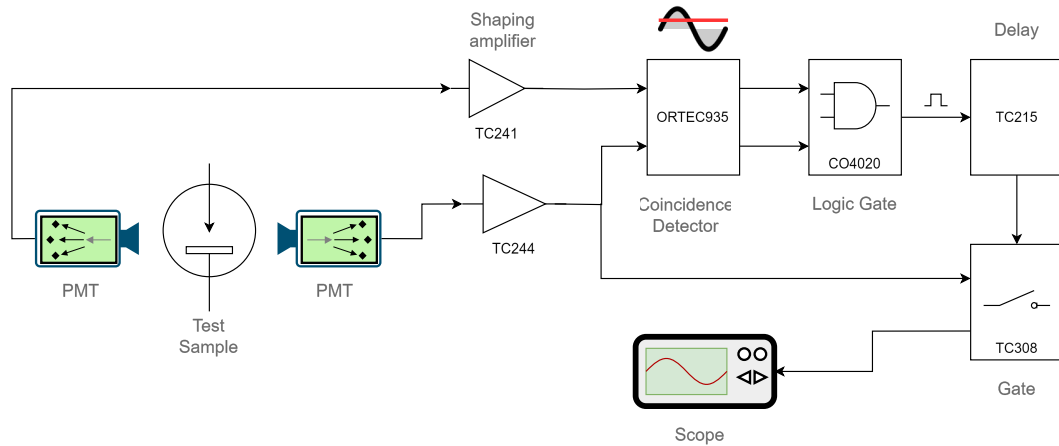 Shaping
amplifier
Delay
ORTEC935
TC215
TC241
CO4020
Coincidence
Detector
Logic Gate
TC244
PMT
PMT
Test
Sample
TC308
Gate
Scope